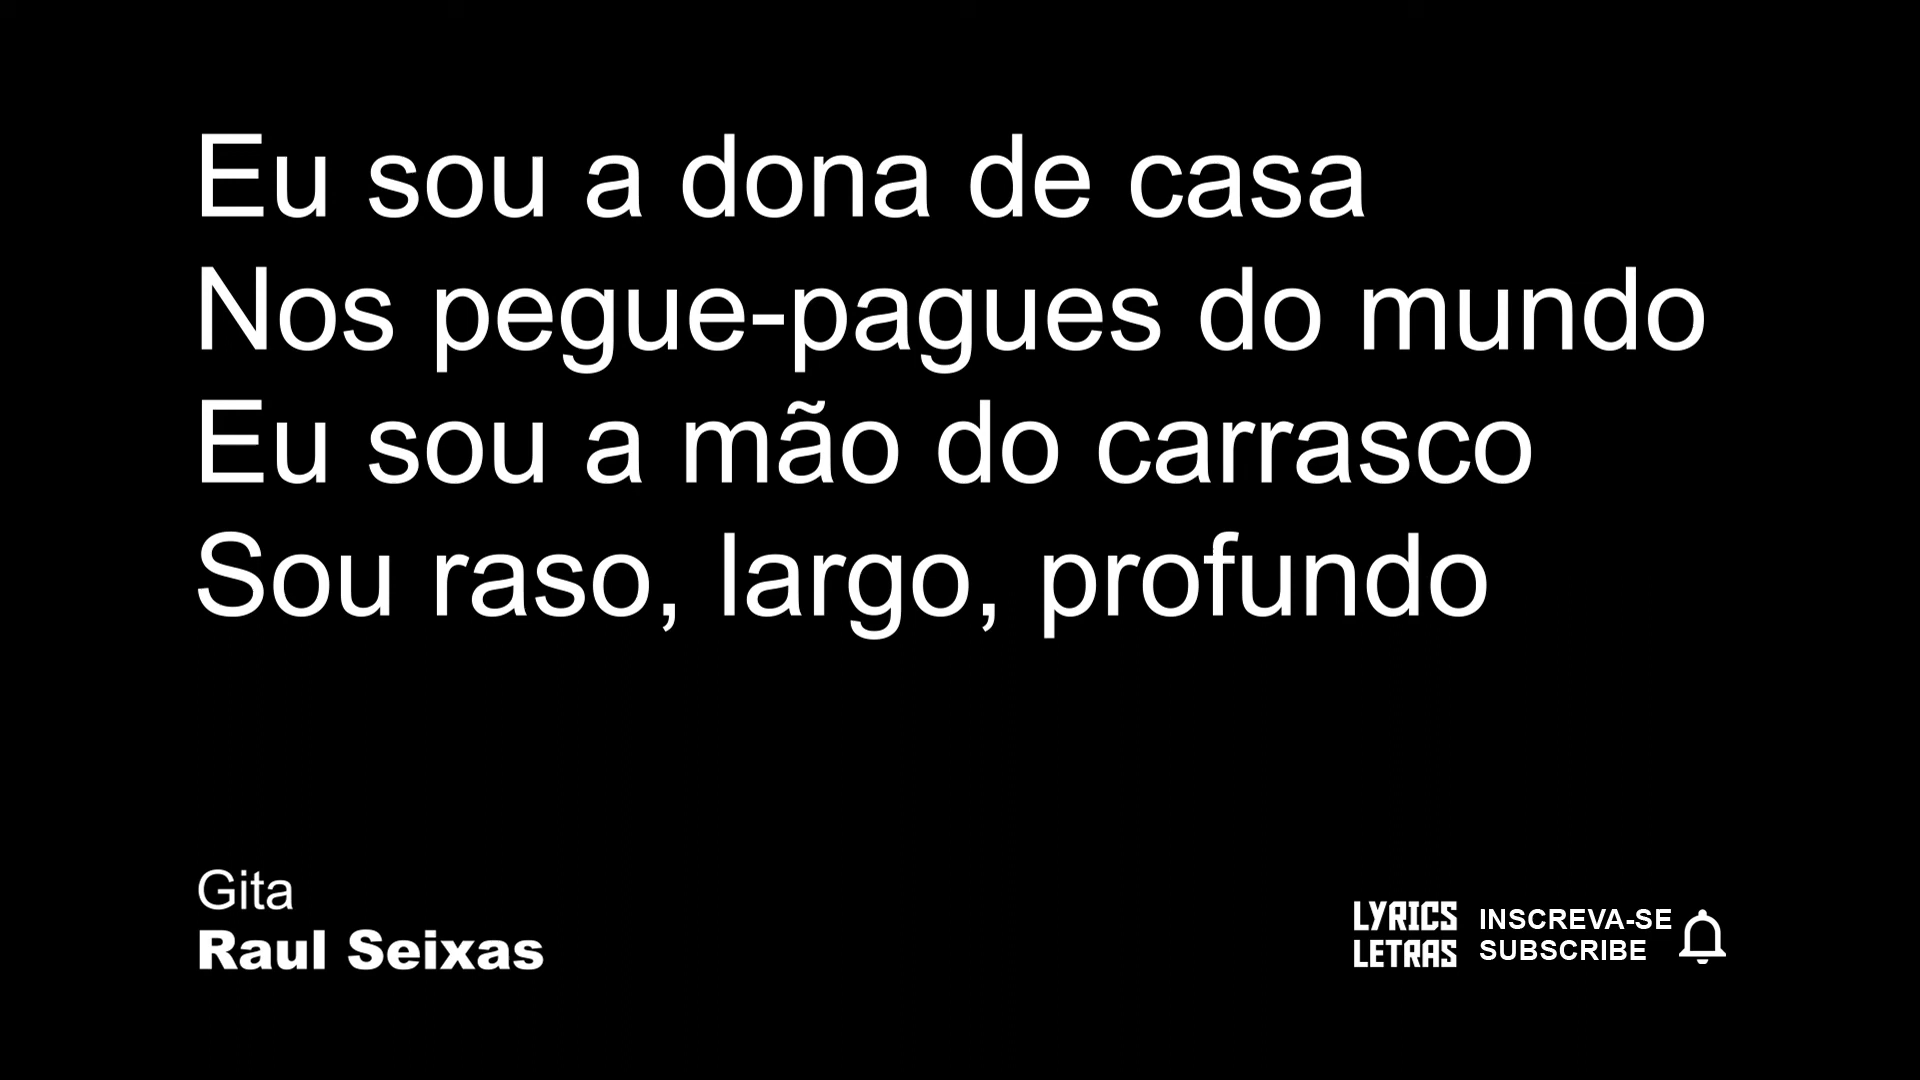 Eu sou a dona de casa
Nos pegue-pagues do mundo
Eu sou a mão do carrasco
Sou raso, largo, profundo
Gita
Raul Seixas
LYRICS
LETRAS
INSCREVA-SE
SUBSCRIBE